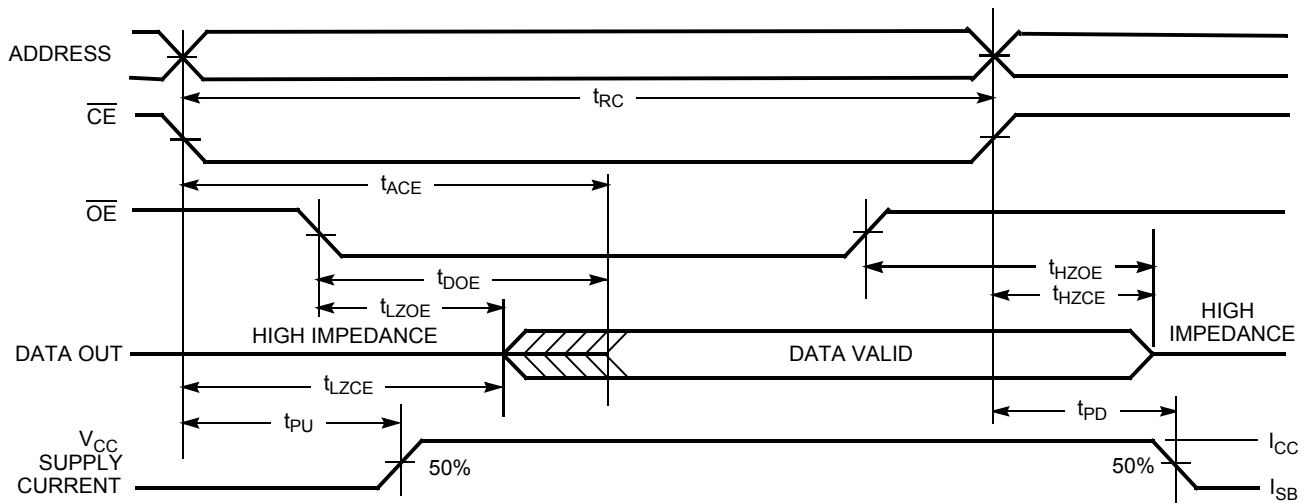 ADDRESS
tRC
CE
tACE
OE
tDOE
tHZOE
tLZOE
tHZCE
HIGH IMPEDANCE
HIGH
IMPEDANCE
DATA OUT
DATA VALID
tLZCE
tPU
tPD
VCC
SUPPLY
CURRENT
50%
50%
ICC
ISB